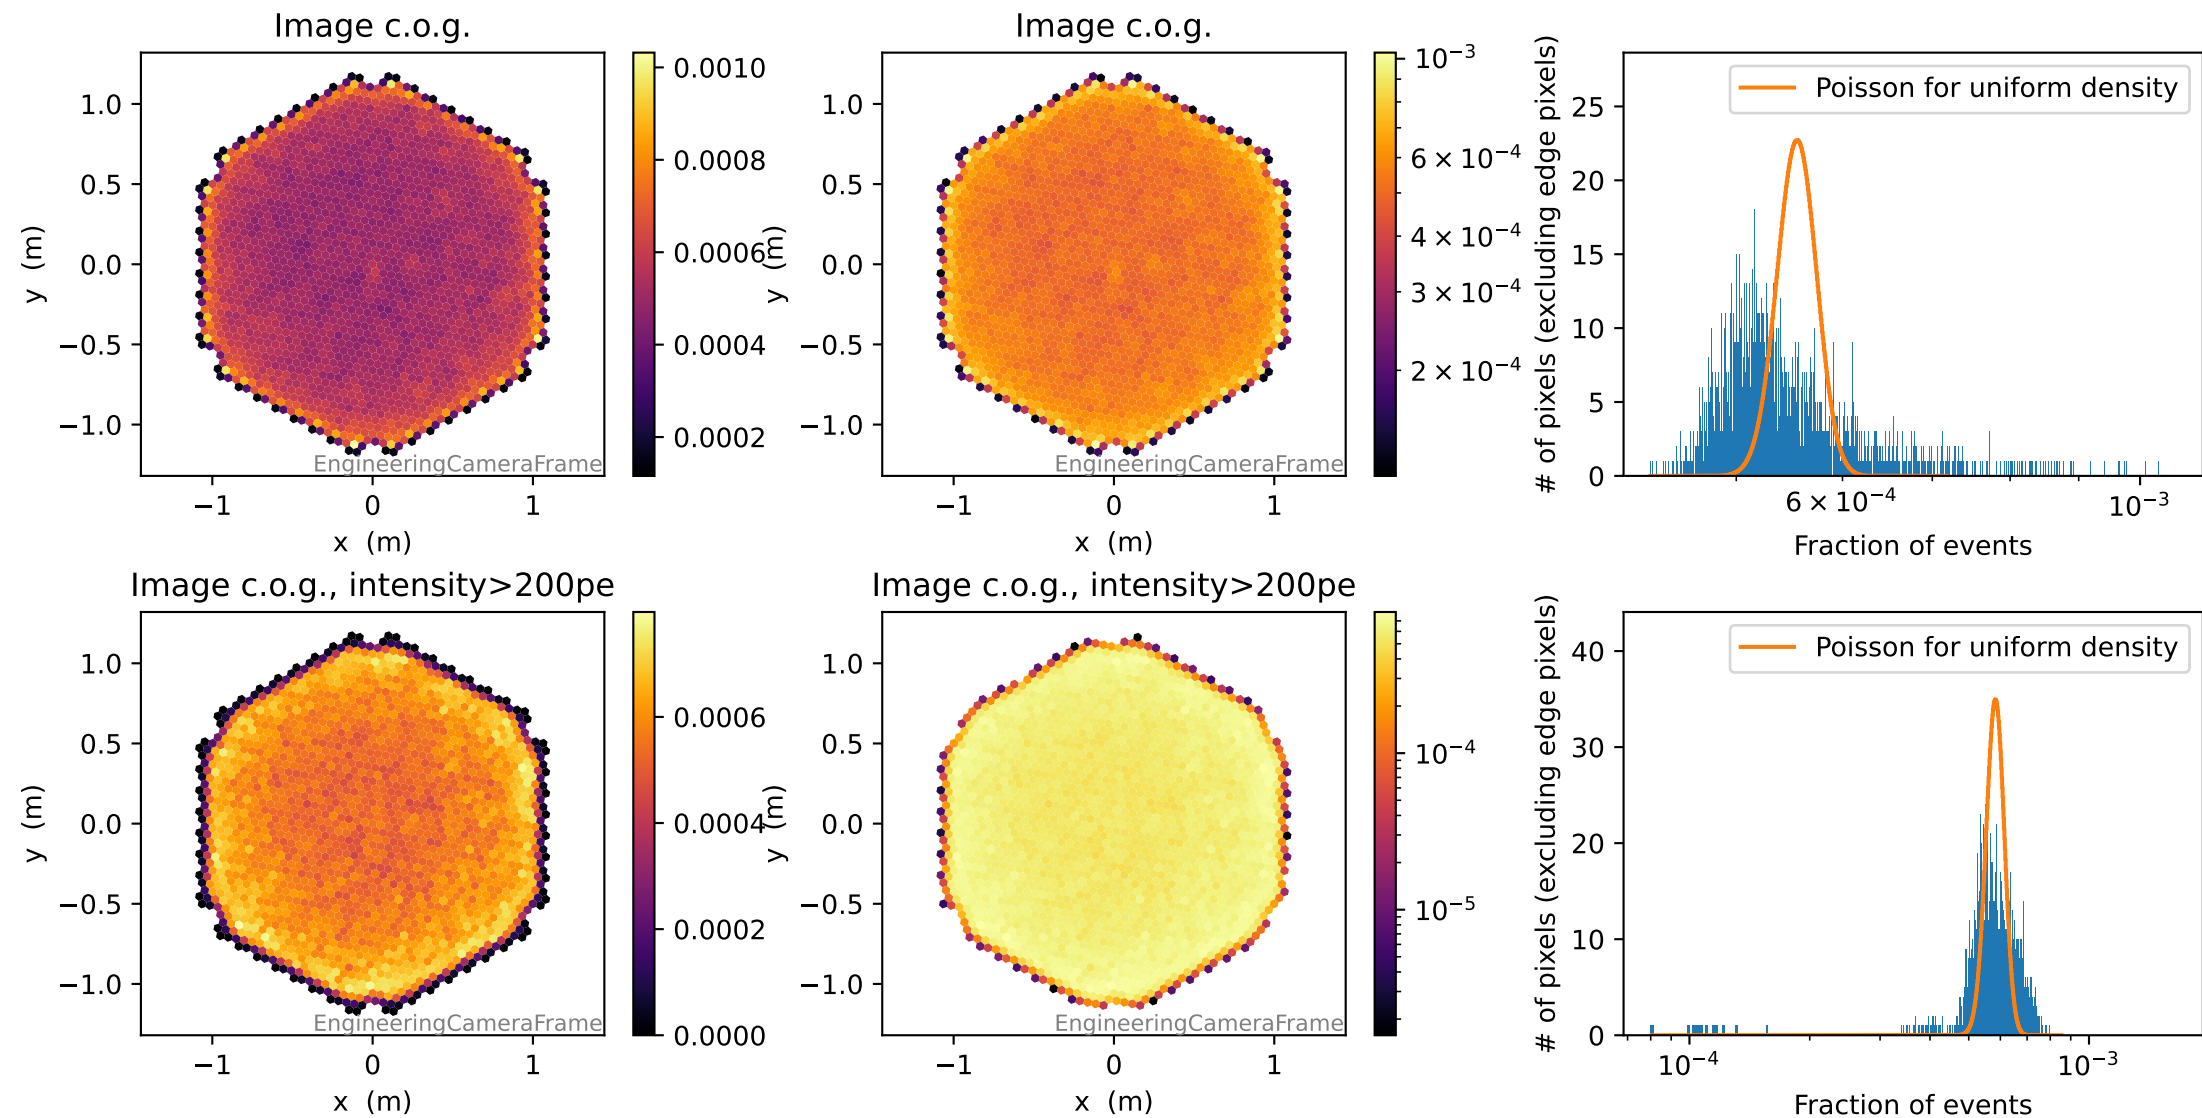 Image c.o.g.
1.0
0.5
0.0
−0.5
−1.0
y (m)
−1
0
1
x (m)
EngineeringCameraFrame
0.0010
0.0008
0.0006
0.0004
0.0002
Image c.o.g.
1.0
0.5
0.0
−0.5
−1.0
y (m)
−1
0
1
x (m)
EngineeringCameraFrame
10⁻³
6 × 10⁻⁴
4 × 10⁻⁴
3 × 10⁻⁴
2 × 10⁻⁴
Poisson for uniform density
# of pixels (excluding edge pixels)
25
20
15
10
5
0
6 × 10⁻⁴
10⁻³
Fraction of events
Image c.o.g., intensity>200pe
1.0
0.5
0.0
−0.5
−1.0
y (m)
−1
0
1
x (m)
EngineeringCameraFrame
0.0006
0.0004
0.0002
0.0000
Image c.o.g., intensity>200pe
1.0
0.5
0.0
−0.5
−1.0
y (m)
−1
0
1
x (m)
EngineeringCameraFrame
10⁻⁴
10⁻⁵
Poisson for uniform density
# of pixels (excluding edge pixels)
40
30
20
10
0
10⁻⁴
10⁻³
Fraction of events